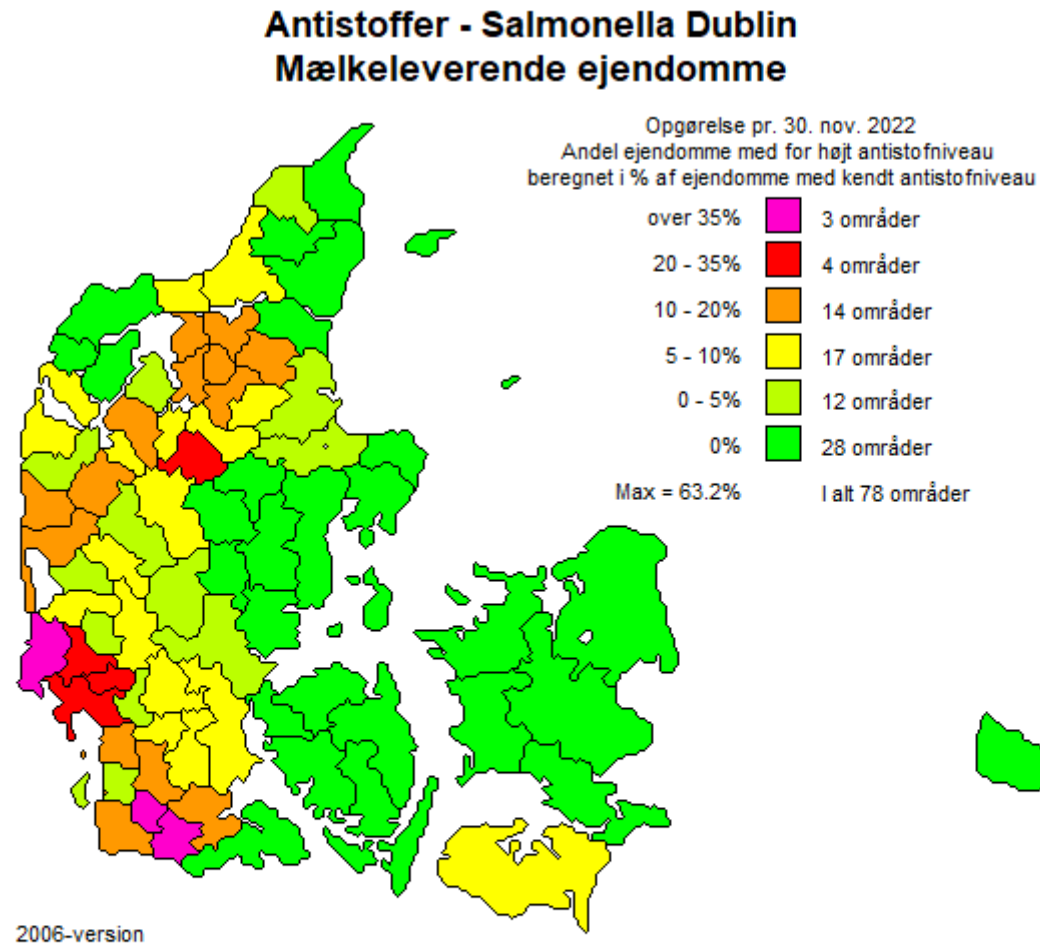 Antistoffer - Salmonella Dublin
Mælkeleverende ejendomme
Opgørelse pr. 30. nov. 2022
Andel ejendomme med for højt antistofniveau
beregnet i % af ejendomme med kendt antistofniveau
over 35% 3 områder
20 - 35% 4 områder
10 - 20% 14 områder
5 - 10% 17 områder
0 - 5% 12 områder
0% 28 områder
Max = 63.2% I alt 78 områder
2006-version